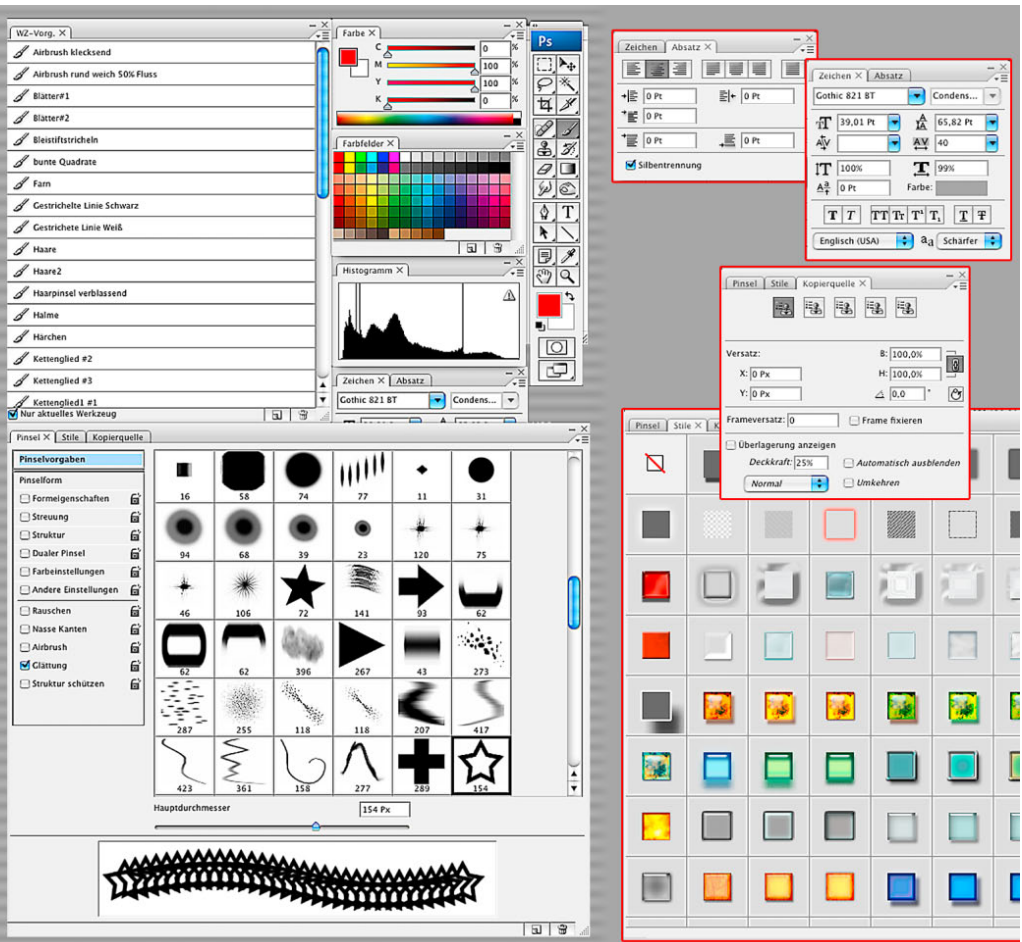 WZ-Vorg. ×
Airbrush klecksend
Airbrush rund weich 50% Fluss
Blätter#1
Blätter#2
Bleistiftstricheln
bunte Quadrate
Farn
Gestrichelte Linie Schwarz
Gestrichete Linie Weiß
Haare
Haare2
Haarpinsel verblassend
Halme
Härchen
Kettenglied #2
Kettenglied #3
Kettenglied1 #1
Nur aktuelles Werkzeug
Farbe ×
C 0 %
M 100 %
Y 100 %
K 0 %
Farbfelder ×
Histogramm ×
Zeichen × Absatz
Gothic 821 BT Condens...
Ps
Zeichen Absatz ×
0 Pt 0 Pt
0 Pt
0 Pt 0 Pt
Silbentrennung
Zeichen × Absatz
Gothic 821 BT Condens...
39,01 Pt 65,82 Pt
40
100% 99%
0 Pt Farbe:
T T TT Tr T¹ T₁ T T
Englisch (USA) aa Schärfer
Pinsel Stile Kopierquelle ×
Versatz: B: 100,0%
X: 0 Px H: 100,0%
Y: 0 Px 0,0 °
Frameversatz: 0 Frame fixieren
Überlagerung anzeigen
Deckkraft: 25% Automatisch ausblenden
Normal Umkehren
Pinsel Stile × K
Pinsel × Stile Kopierquelle
Pinselvorgaben
Pinselform
Formeigenschaften
Streuung
Struktur
Dualer Pinsel
Farbeinstellungen
Andere Einstellungen
Rauschen
Nasse Kanten
Airbrush
Glättung
Struktur schützen
16 58 74 77 11 31
94 68 39 23 120 75
46 106 72 141 93 62
62 62 396 267 43 273
287 255 118 118 207 417
423 361 158 277 289 154
Hauptdurchmesser 154 Px